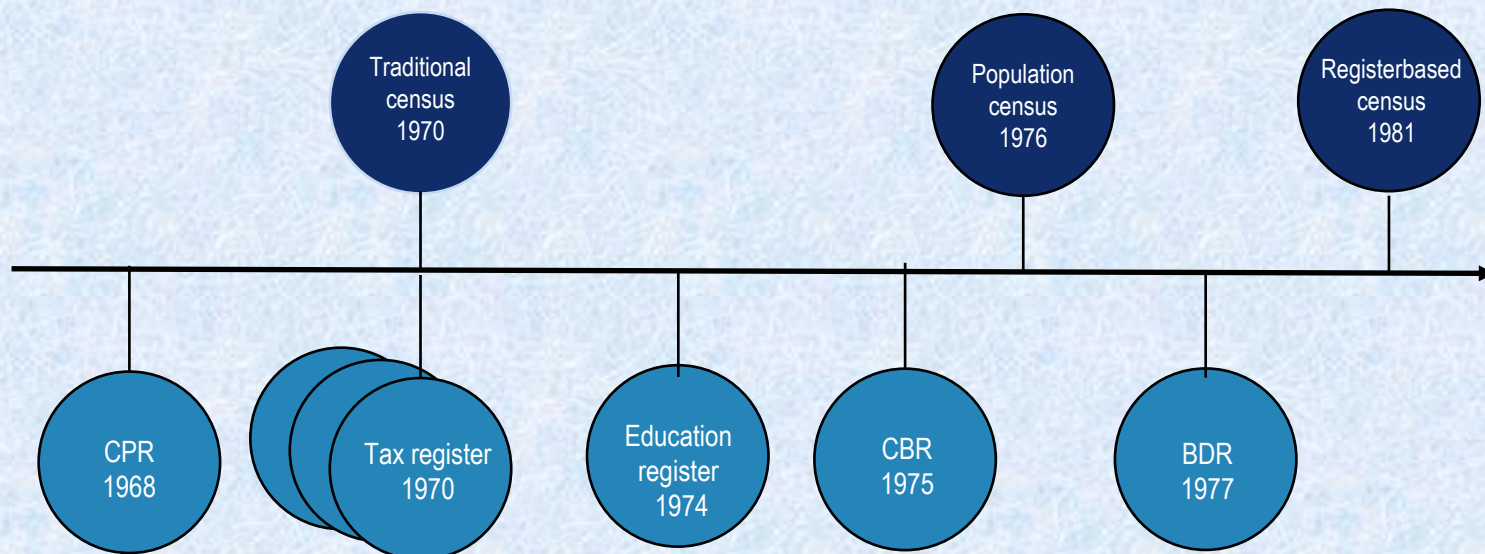 Traditional
census
1970
Population
census
1976
Registerbased
census
1981
CPR
1968
Tax register
1970
Education
register
1974
CBR
1975
BDR
1977